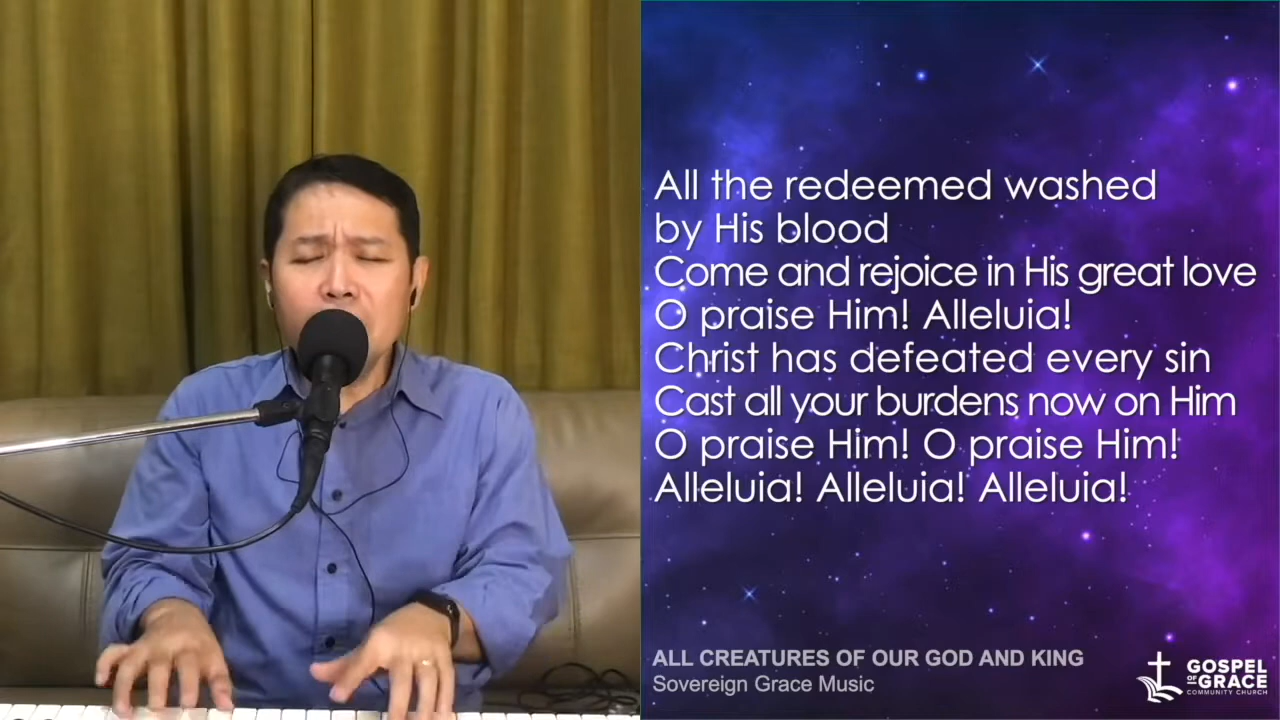 All the redeemed washed
by His blood
Come and rejoice in His great love
O praise Him! Alleluia!
Christ has defeated every sin
Cast all your burdens now on Him
O praise Him! O praise Him!
Alleluia! Alleluia! Alleluia!
ALL CREATURES OF OUR GOD AND KING
Sovereign Grace Music
GOSPEL
OF GRACE
COMMUNITY CHURCH